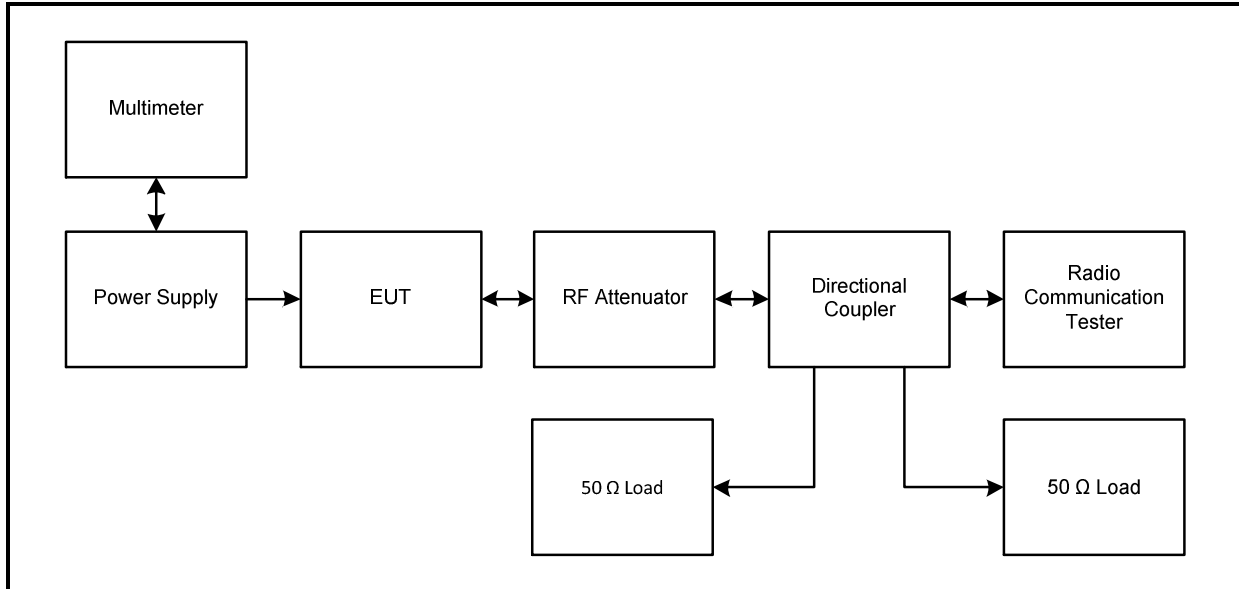 Multimeter
Power Supply
EUT
RF Attenuator
Directional
Coupler
Radio
Communication
Tester
50 Ω Load
50 Ω Load